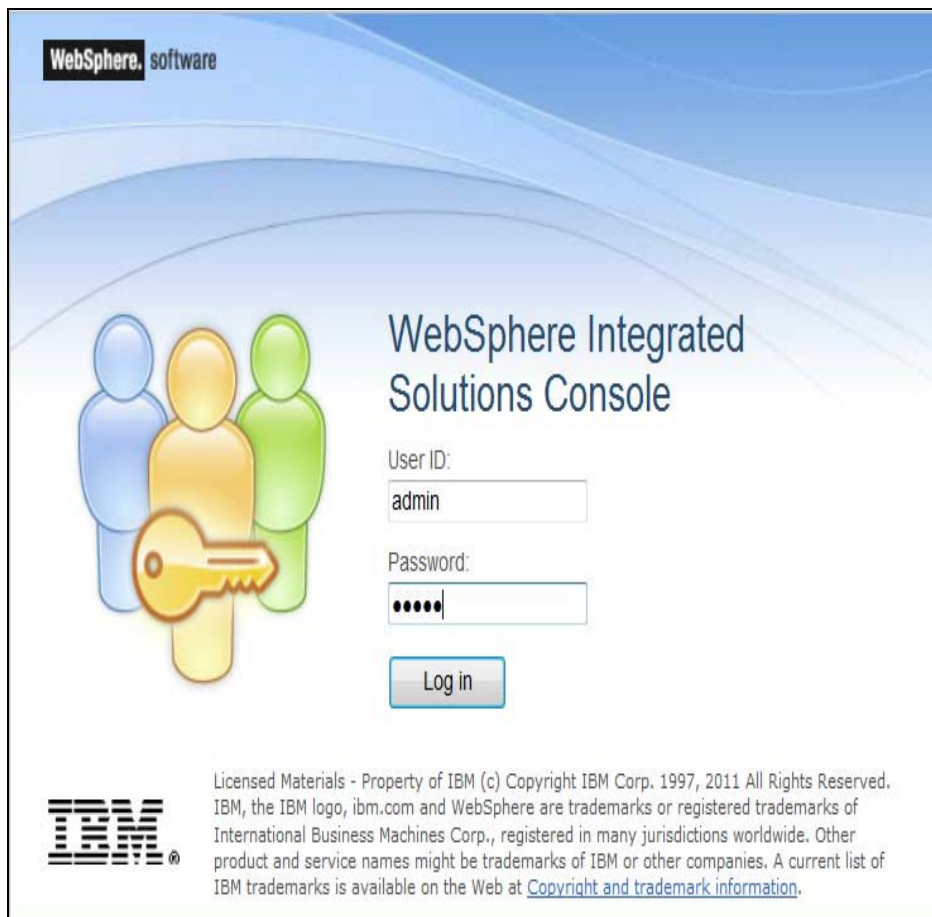 WebSphere. software
WebSphere Integrated
Solutions Console
User ID:
admin
Password:
•••••
Log in
Licensed Materials - Property of IBM (c) Copyright IBM Corp. 1997, 2011 All Rights Reserved.
IBM, the IBM logo, ibm.com and WebSphere are trademarks or registered trademarks of
International Business Machines Corp., registered in many jurisdictions worldwide. Other
product and service names might be trademarks of IBM or other companies. A current list of
IBM trademarks is available on the Web at Copyright and trademark information.
IBM®